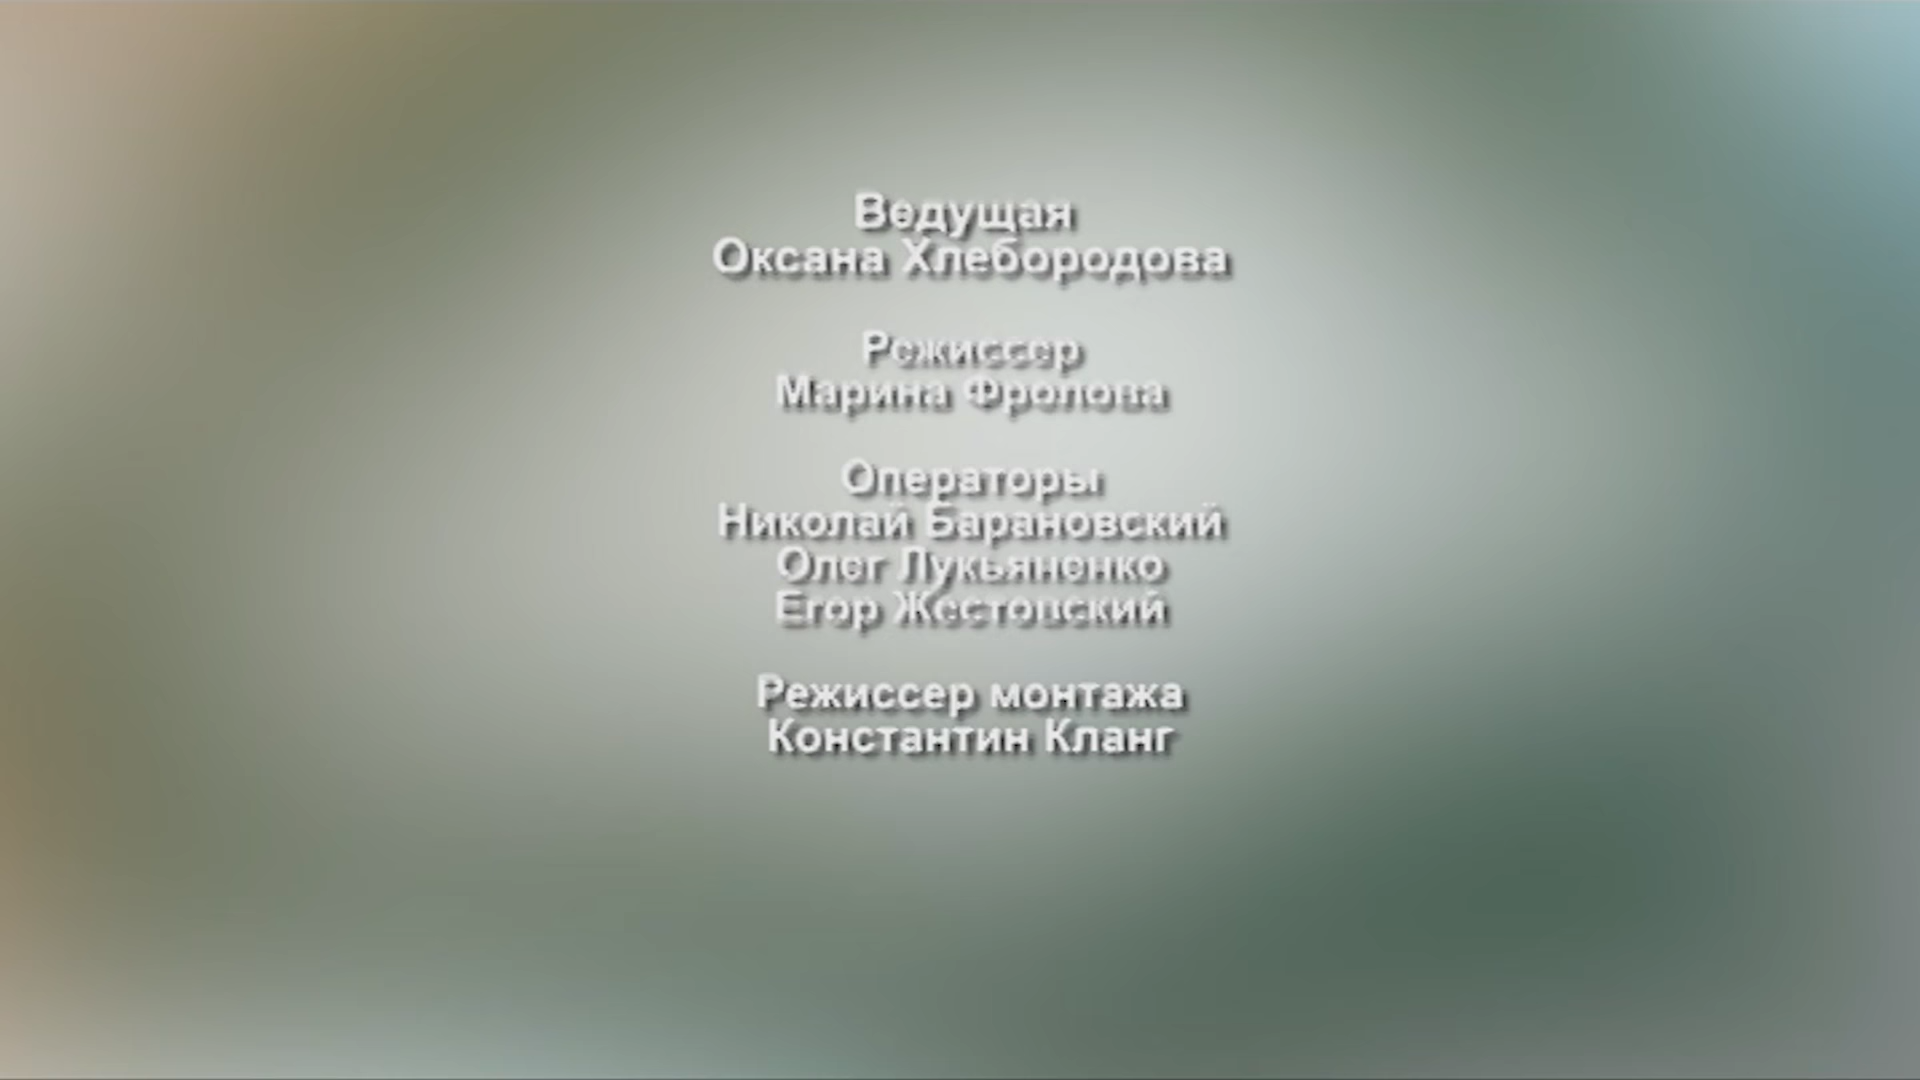 Ведущая
Оксана Хлебородова
Режиссер
Марина Фролова
Операторы
Николай Барановский
Олег Лукьяненко
Егор Жестовский
Режиссер монтажа
Константин Кланг